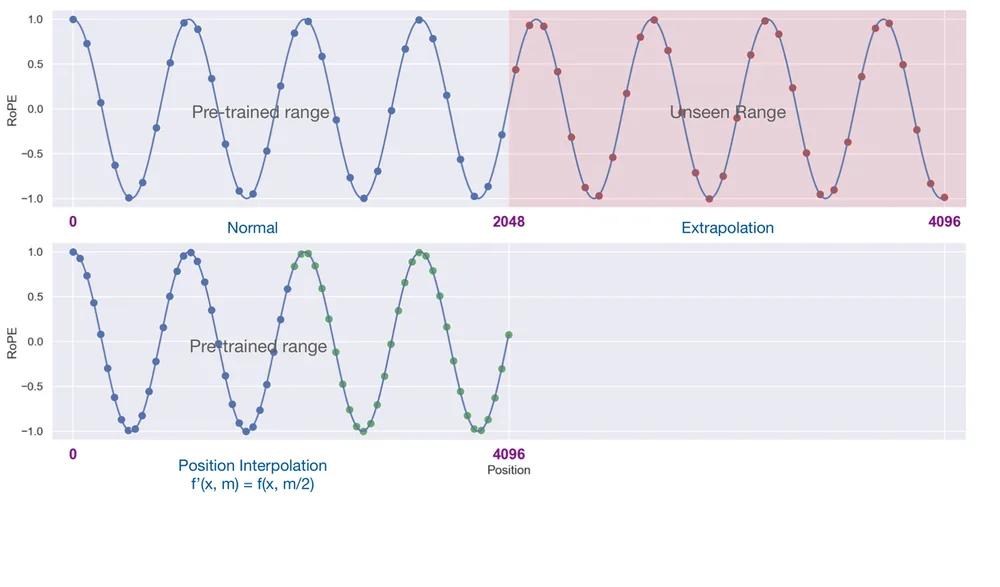 1.0
0.5
0.0
−0.5
−1.0
RoPE
Pre-trained range
Unseen Range
0
2048
4096
Normal
Extrapolation
1.0
0.5
0.0
−0.5
−1.0
RoPE
Pre-trained range
0
4096
Position Interpolation
Position
f’(x, m) = f(x, m/2)